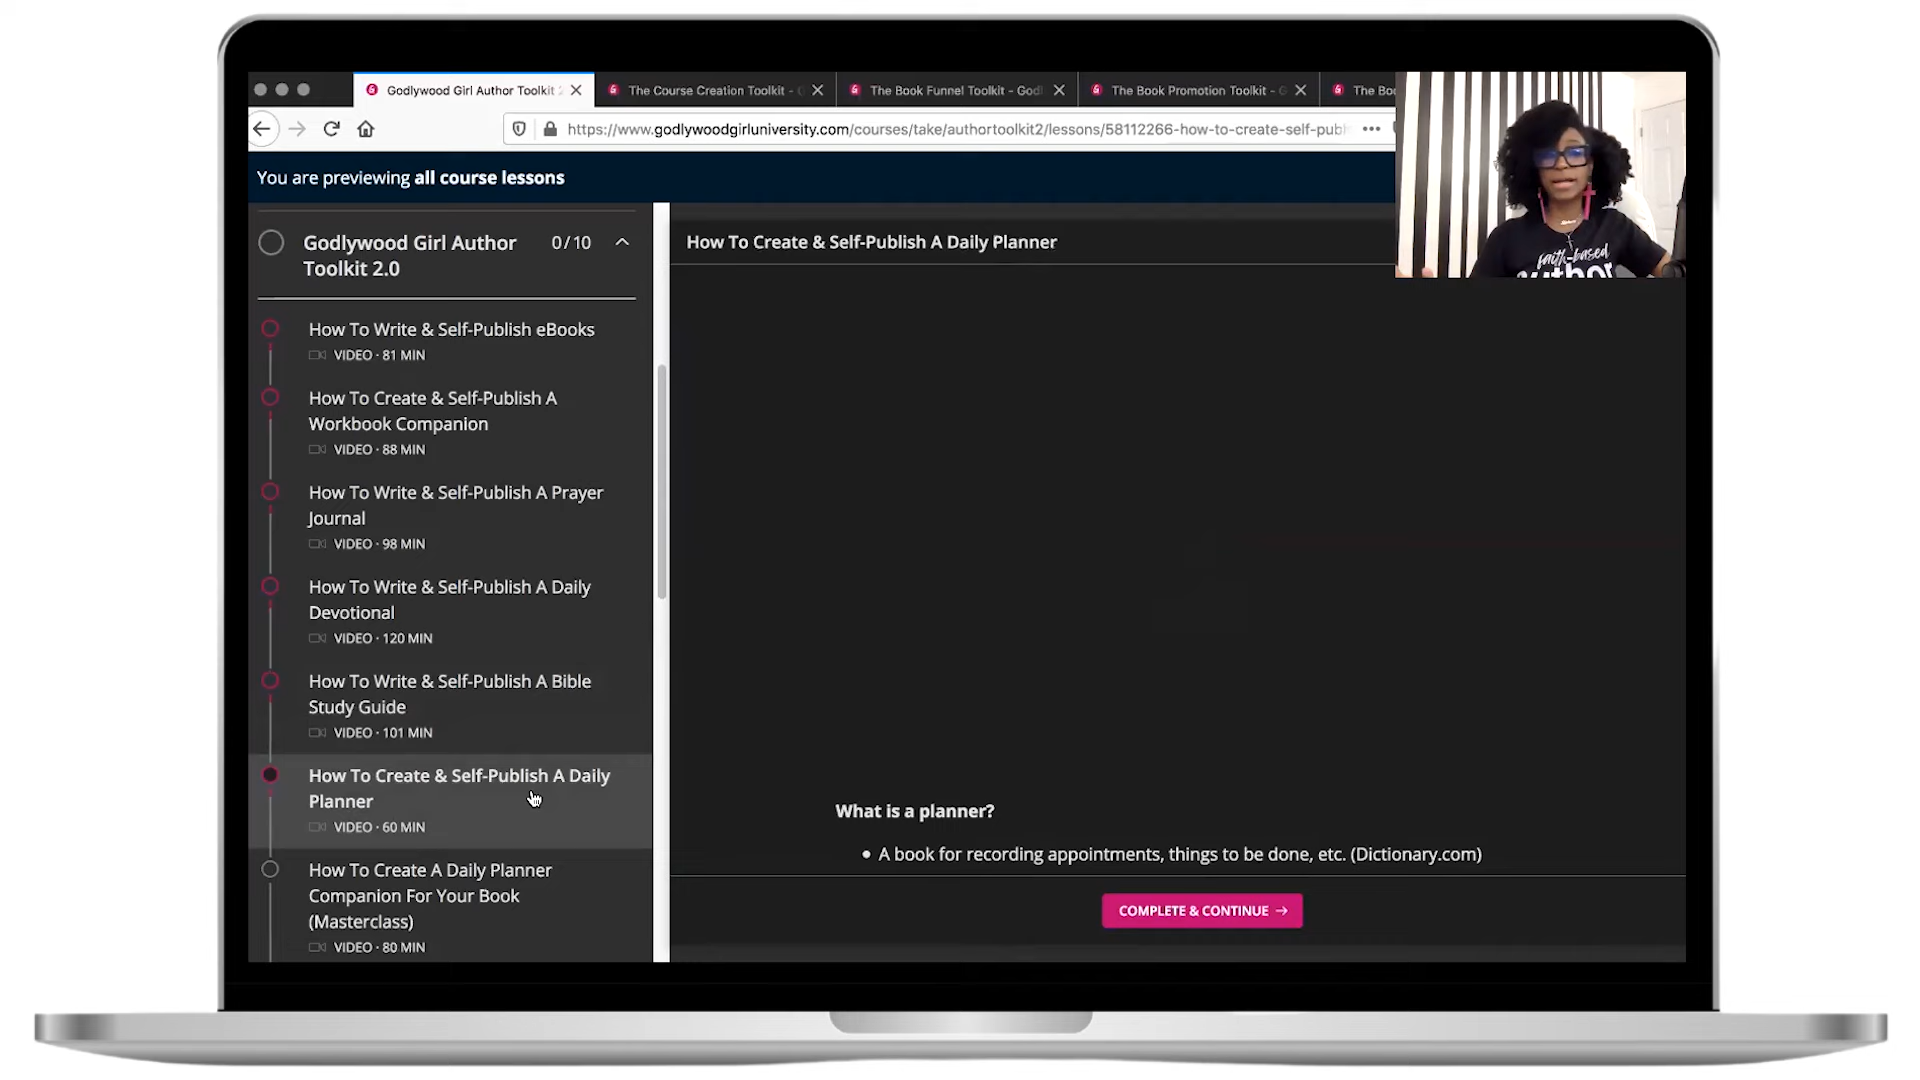 Godlywood Girl Author Toolkit 2
The Course Creation Toolkit - G
The Book Funnel Toolkit - God
The Book Promotion Toolkit - G
The Boo
https://www.godlywoodgirluniversity.com/courses/take/authortoolkit2/lessons/58112266-how-to-create-self-publ
You are previewing all course lessons
Godlywood Girl Author
Toolkit 2.0
0/10
How To Write & Self-Publish eBooks
VIDEO · 81 MIN
How To Create & Self-Publish A
Workbook Companion
VIDEO · 88 MIN
How To Write & Self-Publish A Prayer
Journal
VIDEO · 98 MIN
How To Write & Self-Publish A Daily
Devotional
VIDEO · 120 MIN
How To Write & Self-Publish A Bible
Study Guide
VIDEO · 101 MIN
How To Create & Self-Publish A Daily
Planner
VIDEO · 60 MIN
How To Create A Daily Planner
Companion For Your Book
(Masterclass)
VIDEO · 80 MIN
How To Create & Self-Publish A Daily Planner
What is a planner?
• A book for recording appointments, things to be done, etc. (Dictionary.com)
COMPLETE & CONTINUE →
faith-based
author